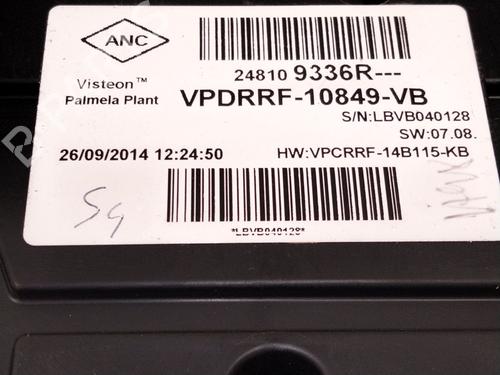 ANC
Visteon™
Palmela Plant
24810 9336R---
VPDRRF-10849-VB
S/N:LBVB040128
SW:07.08.
26/09/2014 12:24:50
HW:VPCRRF-14B115-KB
*LBVB040128*